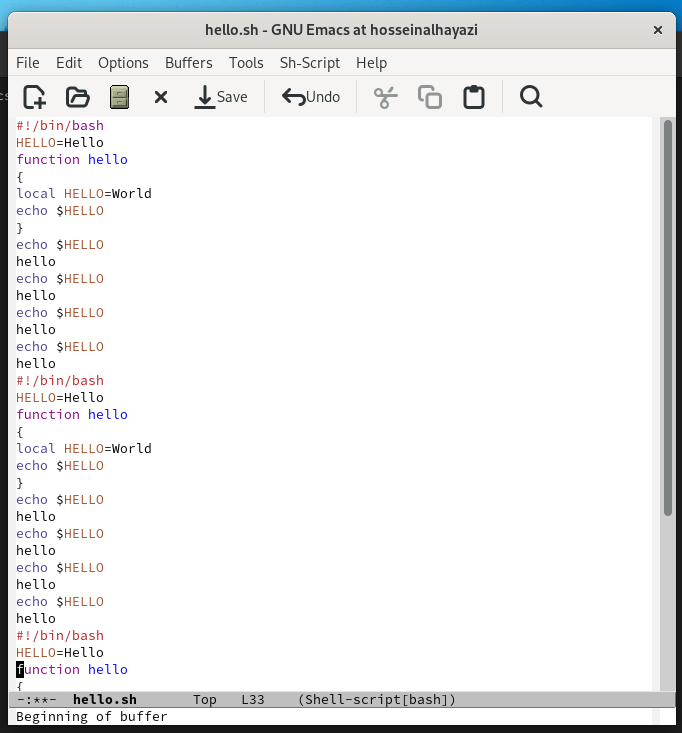 hello.sh - GNU Emacs at hosseinalhayazi ×
File Edit Options Buffers Tools Sh-Script Help
Save Undo
#!/bin/bash
HELLO=Hello
function hello
{
local HELLO=World
echo $HELLO
}
echo $HELLO
hello
echo $HELLO
hello
echo $HELLO
hello
echo $HELLO
hello
#!/bin/bash
HELLO=Hello
function hello
{
local HELLO=World
echo $HELLO
}
echo $HELLO
hello
echo $HELLO
hello
echo $HELLO
hello
echo $HELLO
hello
#!/bin/bash
HELLO=Hello
function hello
{
-:**- hello.sh Top L33 (Shell-script[bash])
Beginning of buffer